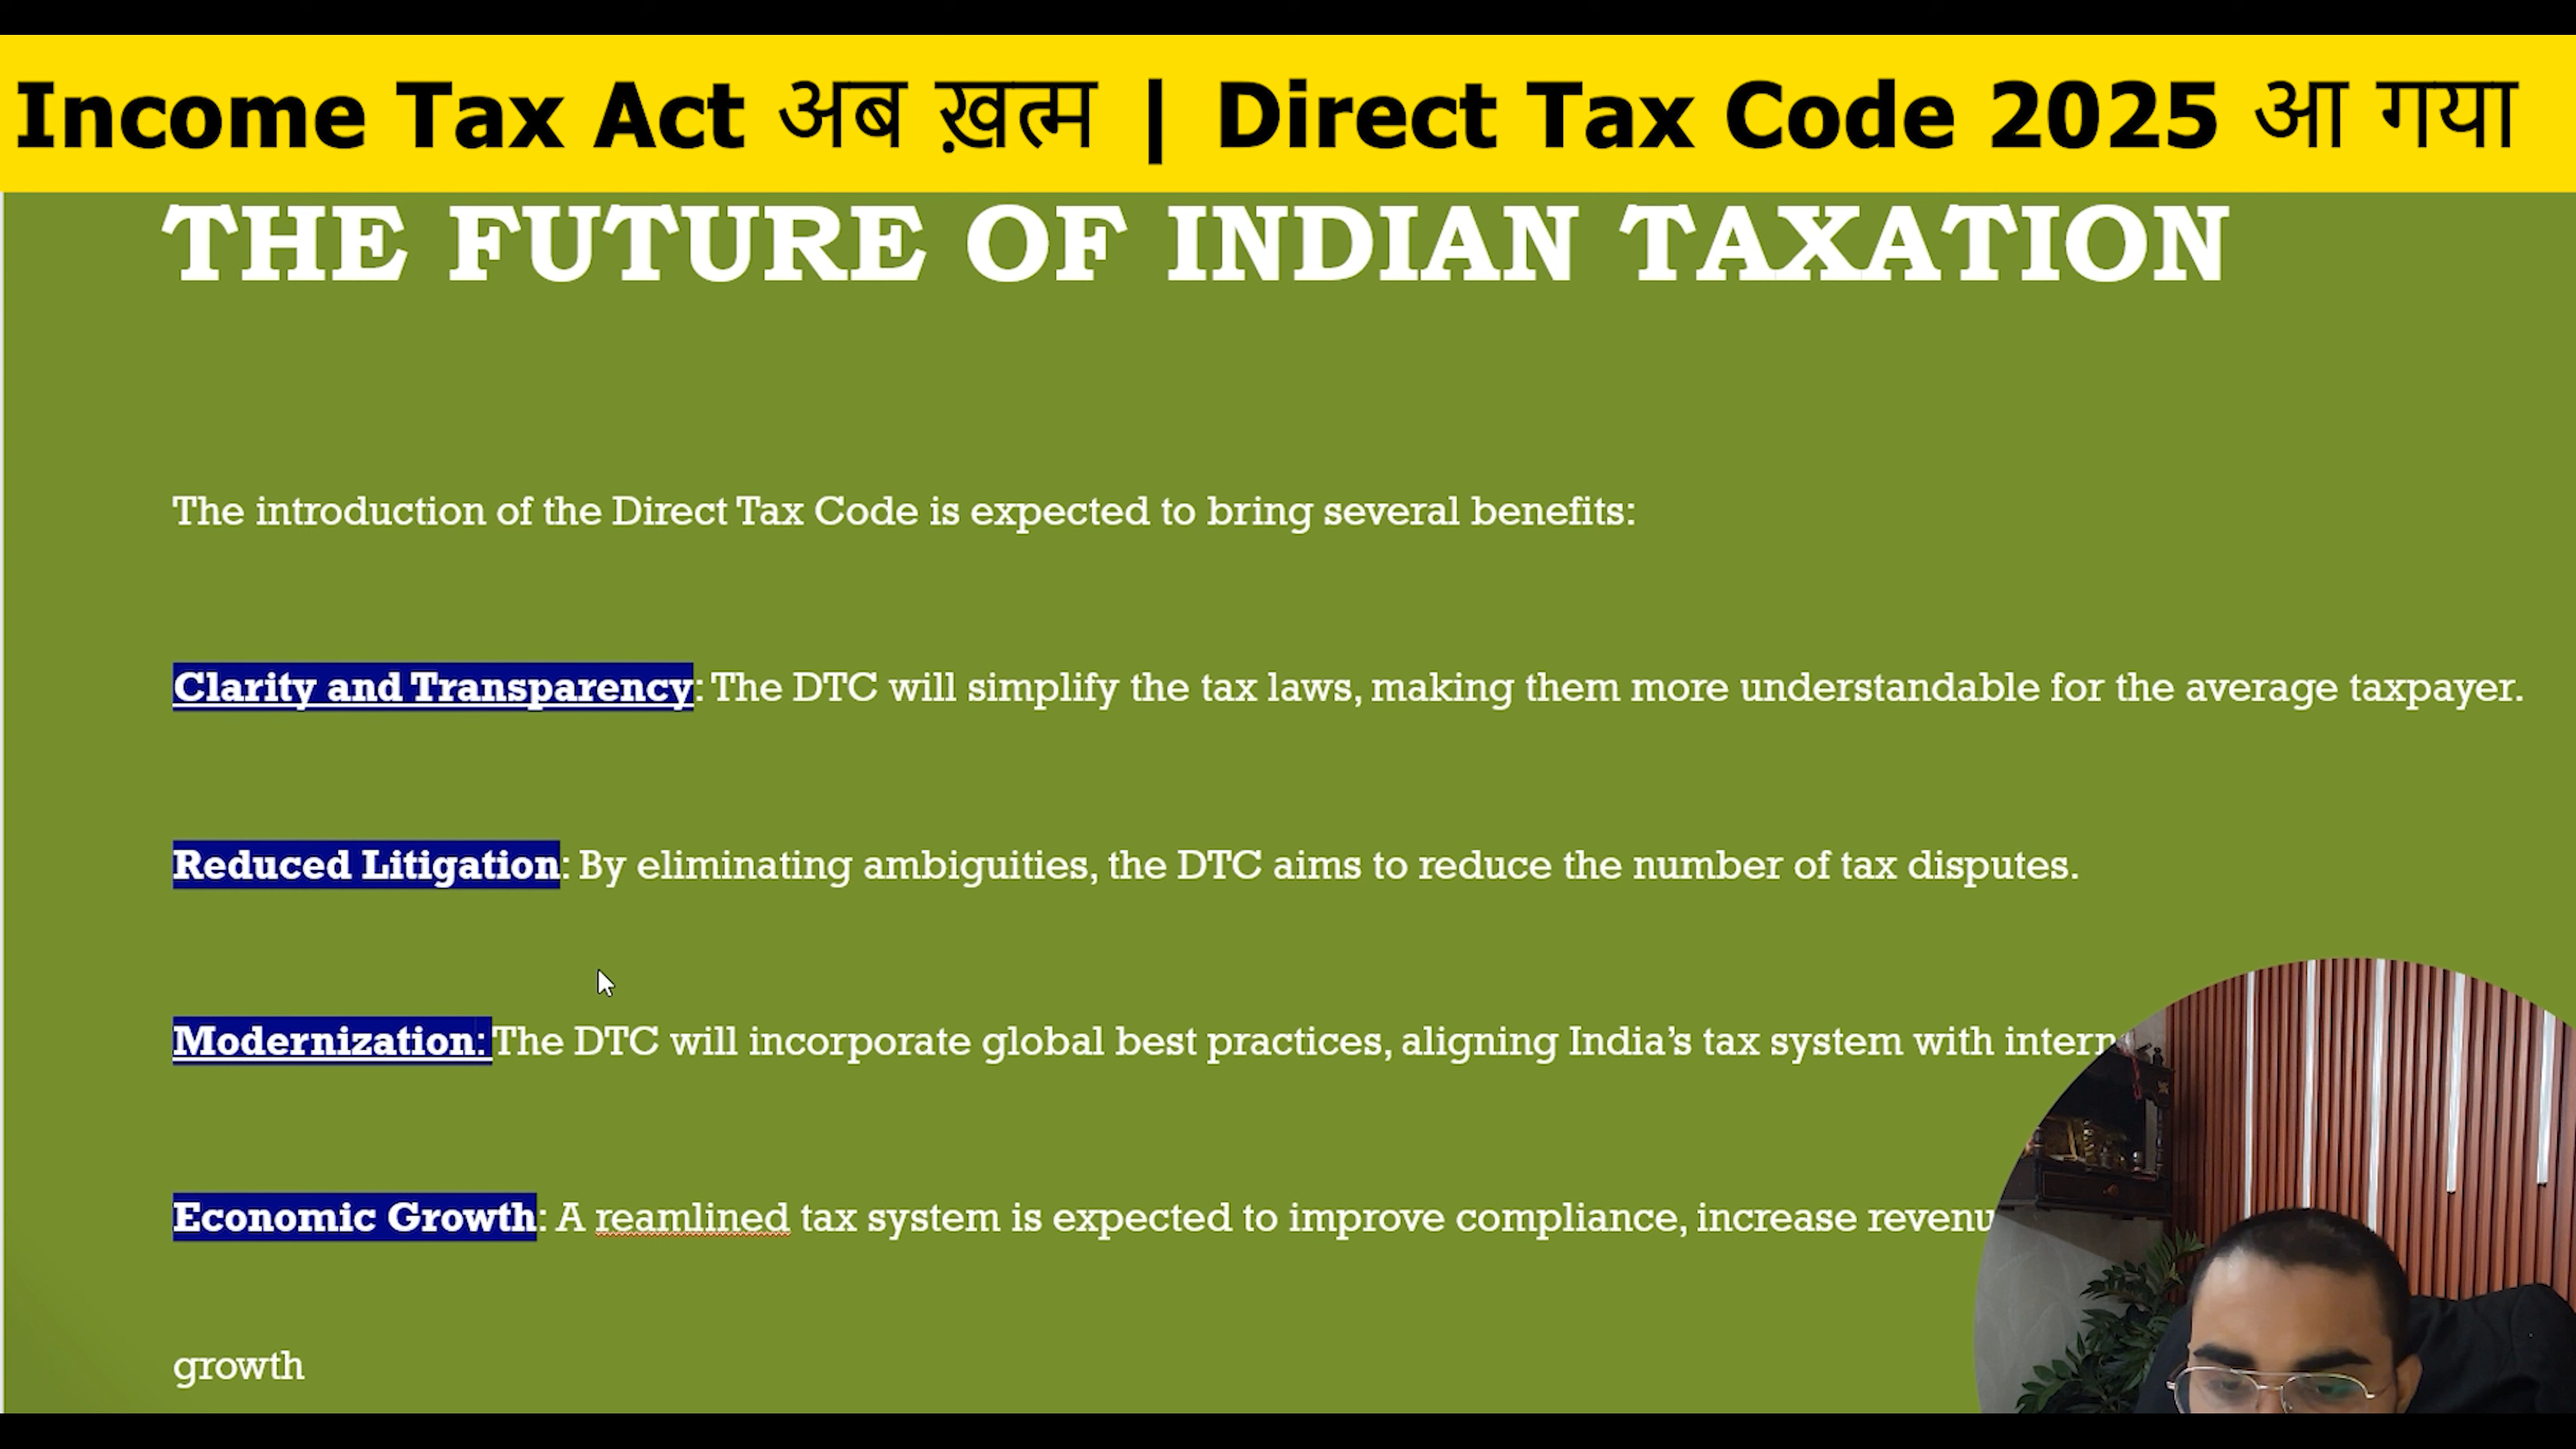 Income Tax Act अब ख़त्म | Direct Tax Code 2025 आ गया
THE FUTURE OF INDIAN TAXATION
The introduction of the Direct Tax Code is expected to bring several benefits:
Clarity and Transparency: The DTC will simplify the tax laws, making them more understandable for the average taxpayer.
Reduced Litigation: By eliminating ambiguities, the DTC aims to reduce the number of tax disputes.
Modernization: The DTC will incorporate global best practices, aligning India’s tax system with
Economic Growth: A reamlined tax system is expected to improve compliance, increase
growth